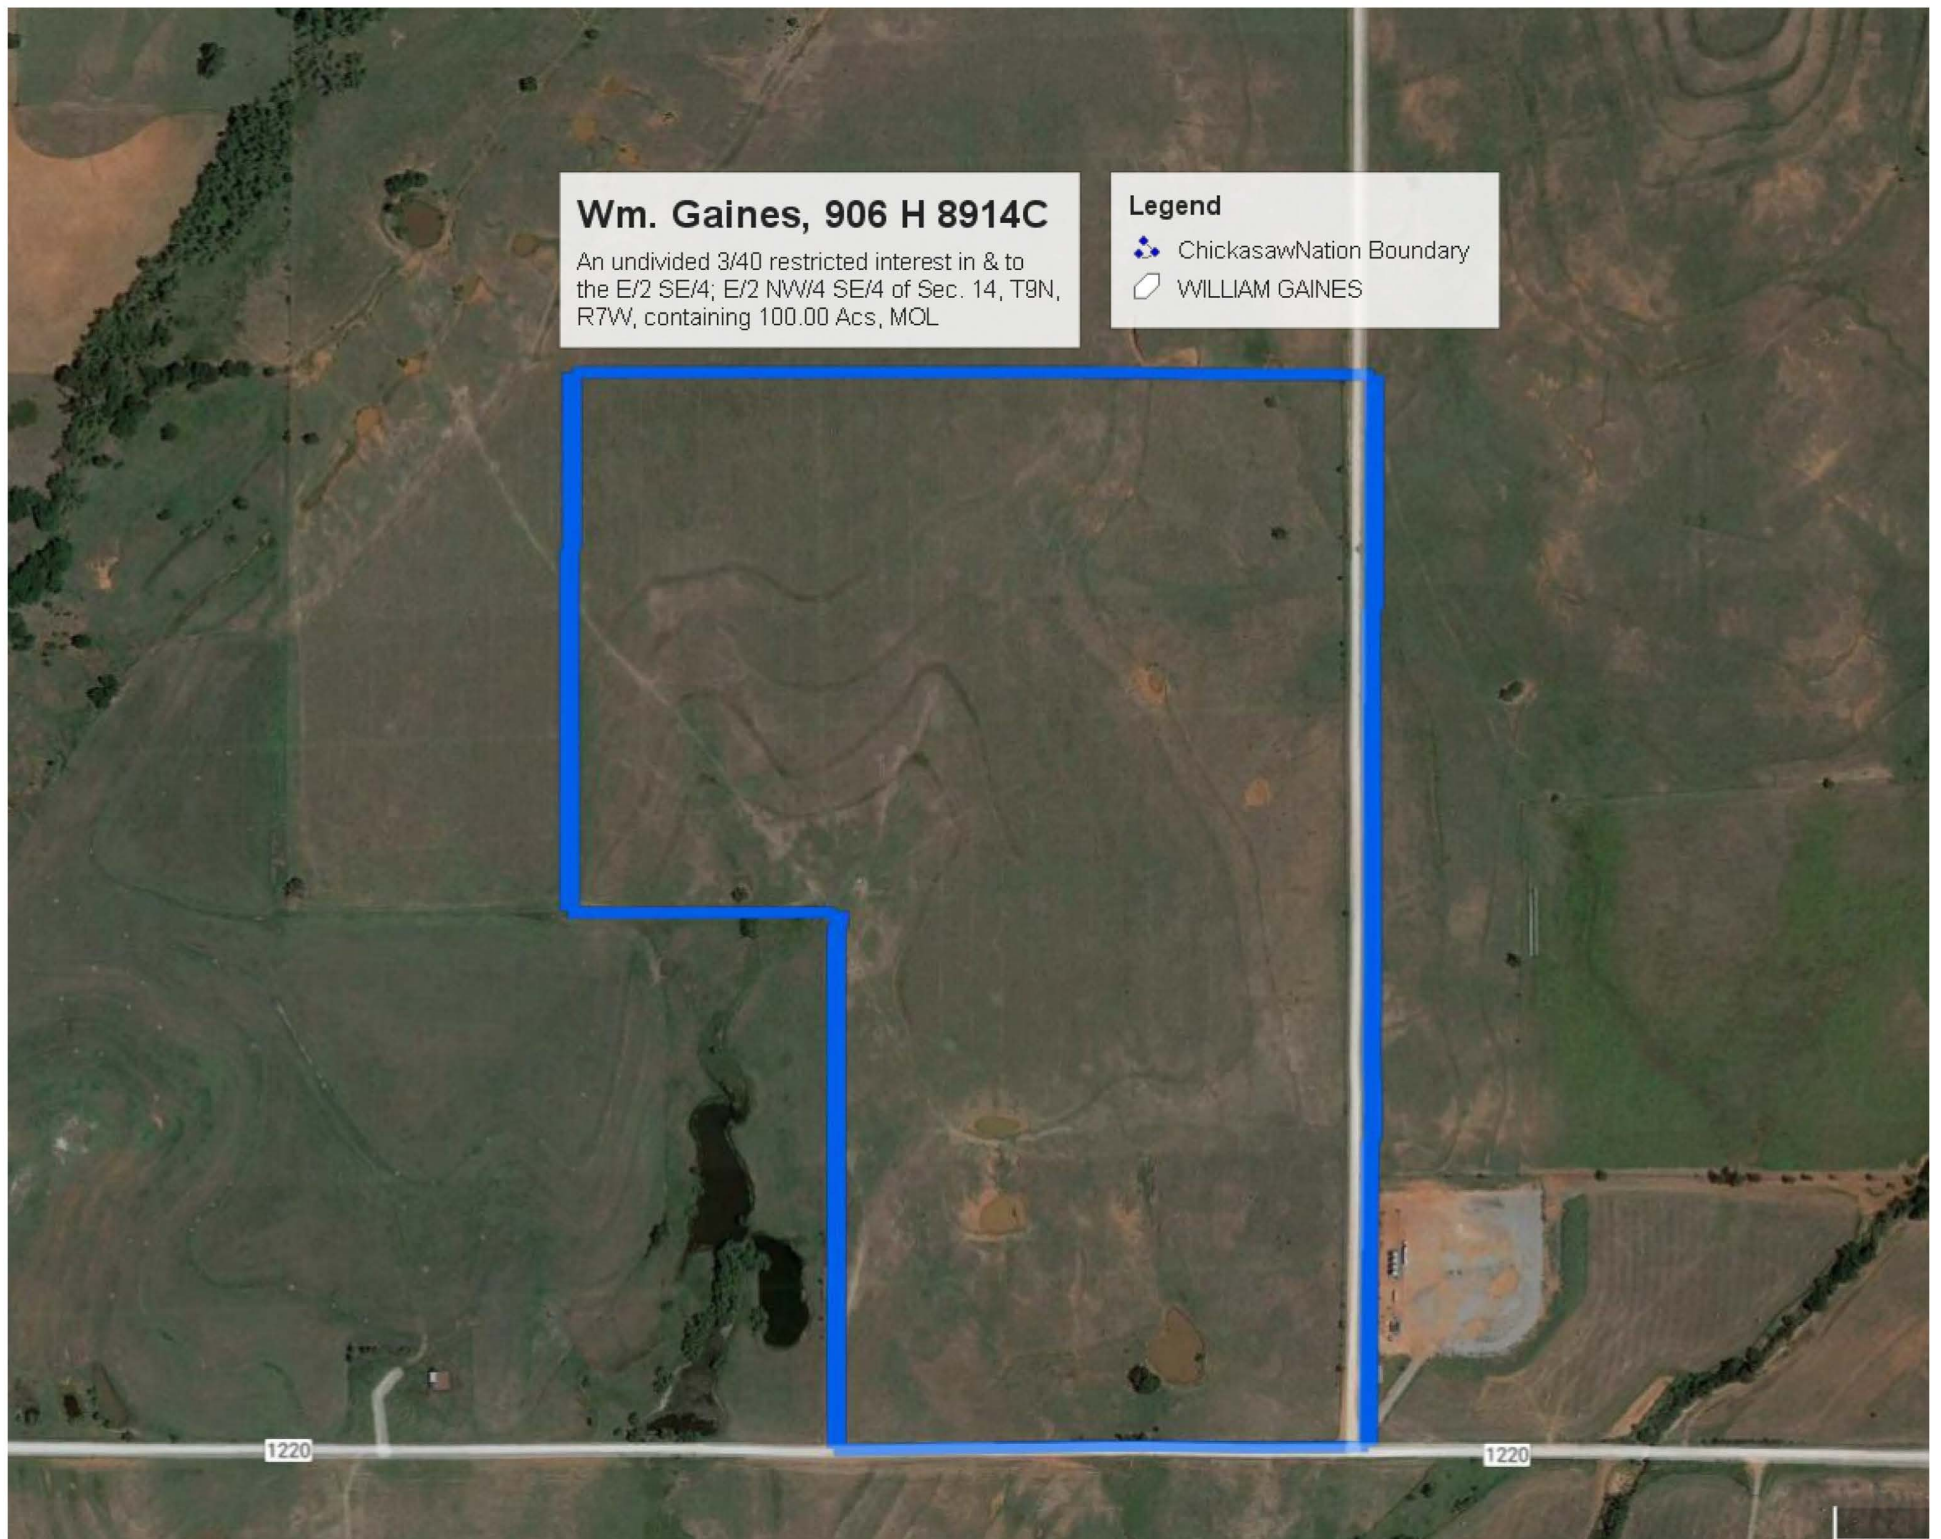 Wm. Gaines, 906 H 8914C
An undivided 3/40 restricted interest in & to
the E/2 SE/4; E/2 NW/4 SE/4 of Sec. 14, T9N,
R7W, containing 100.00 Acs, MOL
Legend
ChickasawNation Boundary
WILLIAM GAINES
1220
1220